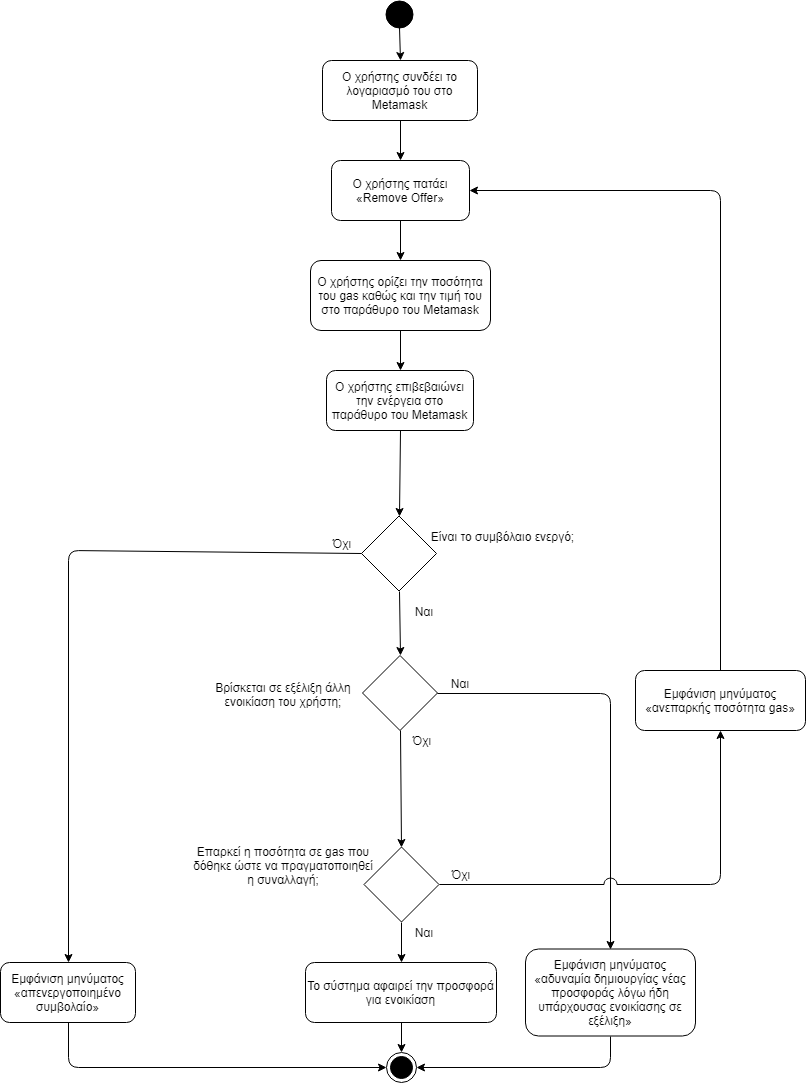 Ο χρήστης συνδέει το
λογαριασμό του στο
Metamask
Ο χρήστης πατάει
«Remove Offer»
Ο χρήστης ορίζει την ποσότητα
του gas καθώς και την τιμή του
στο παράθυρο του Metamask
Ο χρήστης επιβεβαιώνει
την ενέργεια στο
παράθυρο του Metamask
Όχι
Είναι το συμβόλαιο ενεργό;
Ναι
Βρίσκεται σε εξέλιξη άλλη
ενοικίαση του χρήστη;
Ναι
Εμφάνιση μηνύματος
«ανεπαρκής ποσότητα gas»
Όχι
Επαρκεί η ποσότητα σε gas που
δόθηκε ώστε να πραγματοποιηθεί
η συναλλαγή;
Όχι
Ναι
Εμφάνιση μηνύματος
«απενεργοποιημένο
συμβολαίο»
Το σύστημα αφαιρεί την προσφορά
για ενοικίαση
Εμφάνιση μηνύματος
«αδυναμία δημιουργίας νέας
προσφοράς λόγω ήδη
υπάρχουσας ενοικίασης σε
εξέλιξη»